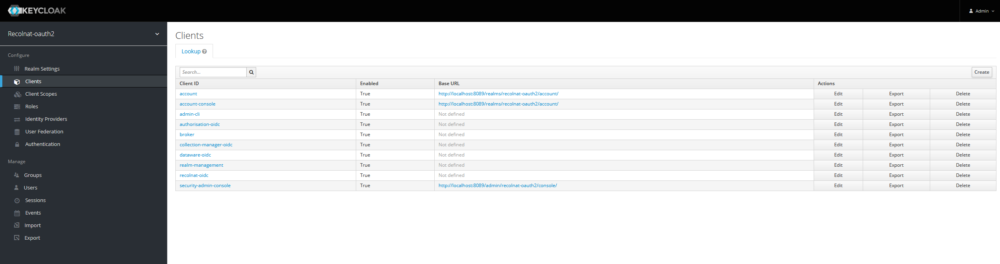 KEYCLOAK
Admin
Recolnat-oauth2
Configure
Realm Settings
Clients
Client Scopes
Roles
Identity Providers
User Federation
Authentication
Manage
Groups
Users
Sessions
Events
Import
Export
Clients
Lookup ?
Search...
Create
Client ID Enabled Base URL Actions
account True http://localhost:8089/realms/recolnat-oauth2/account/ Edit Export Delete
account-console True http://localhost:8089/realms/recolnat-oauth2/account/ Edit Export Delete
admin-cli True Not defined Edit Export Delete
authorisation-oidc True Not defined Edit Export Delete
broker True Not defined Edit Export Delete
collection-manager-oidc True Not defined Edit Export Delete
dataware-oidc True Not defined Edit Export Delete
realm-management True Not defined Edit Export Delete
recolnat-oidc True Not defined Edit Export Delete
security-admin-console True http://localhost:8089/admin/recolnat-oauth2/console/ Edit Export Delete